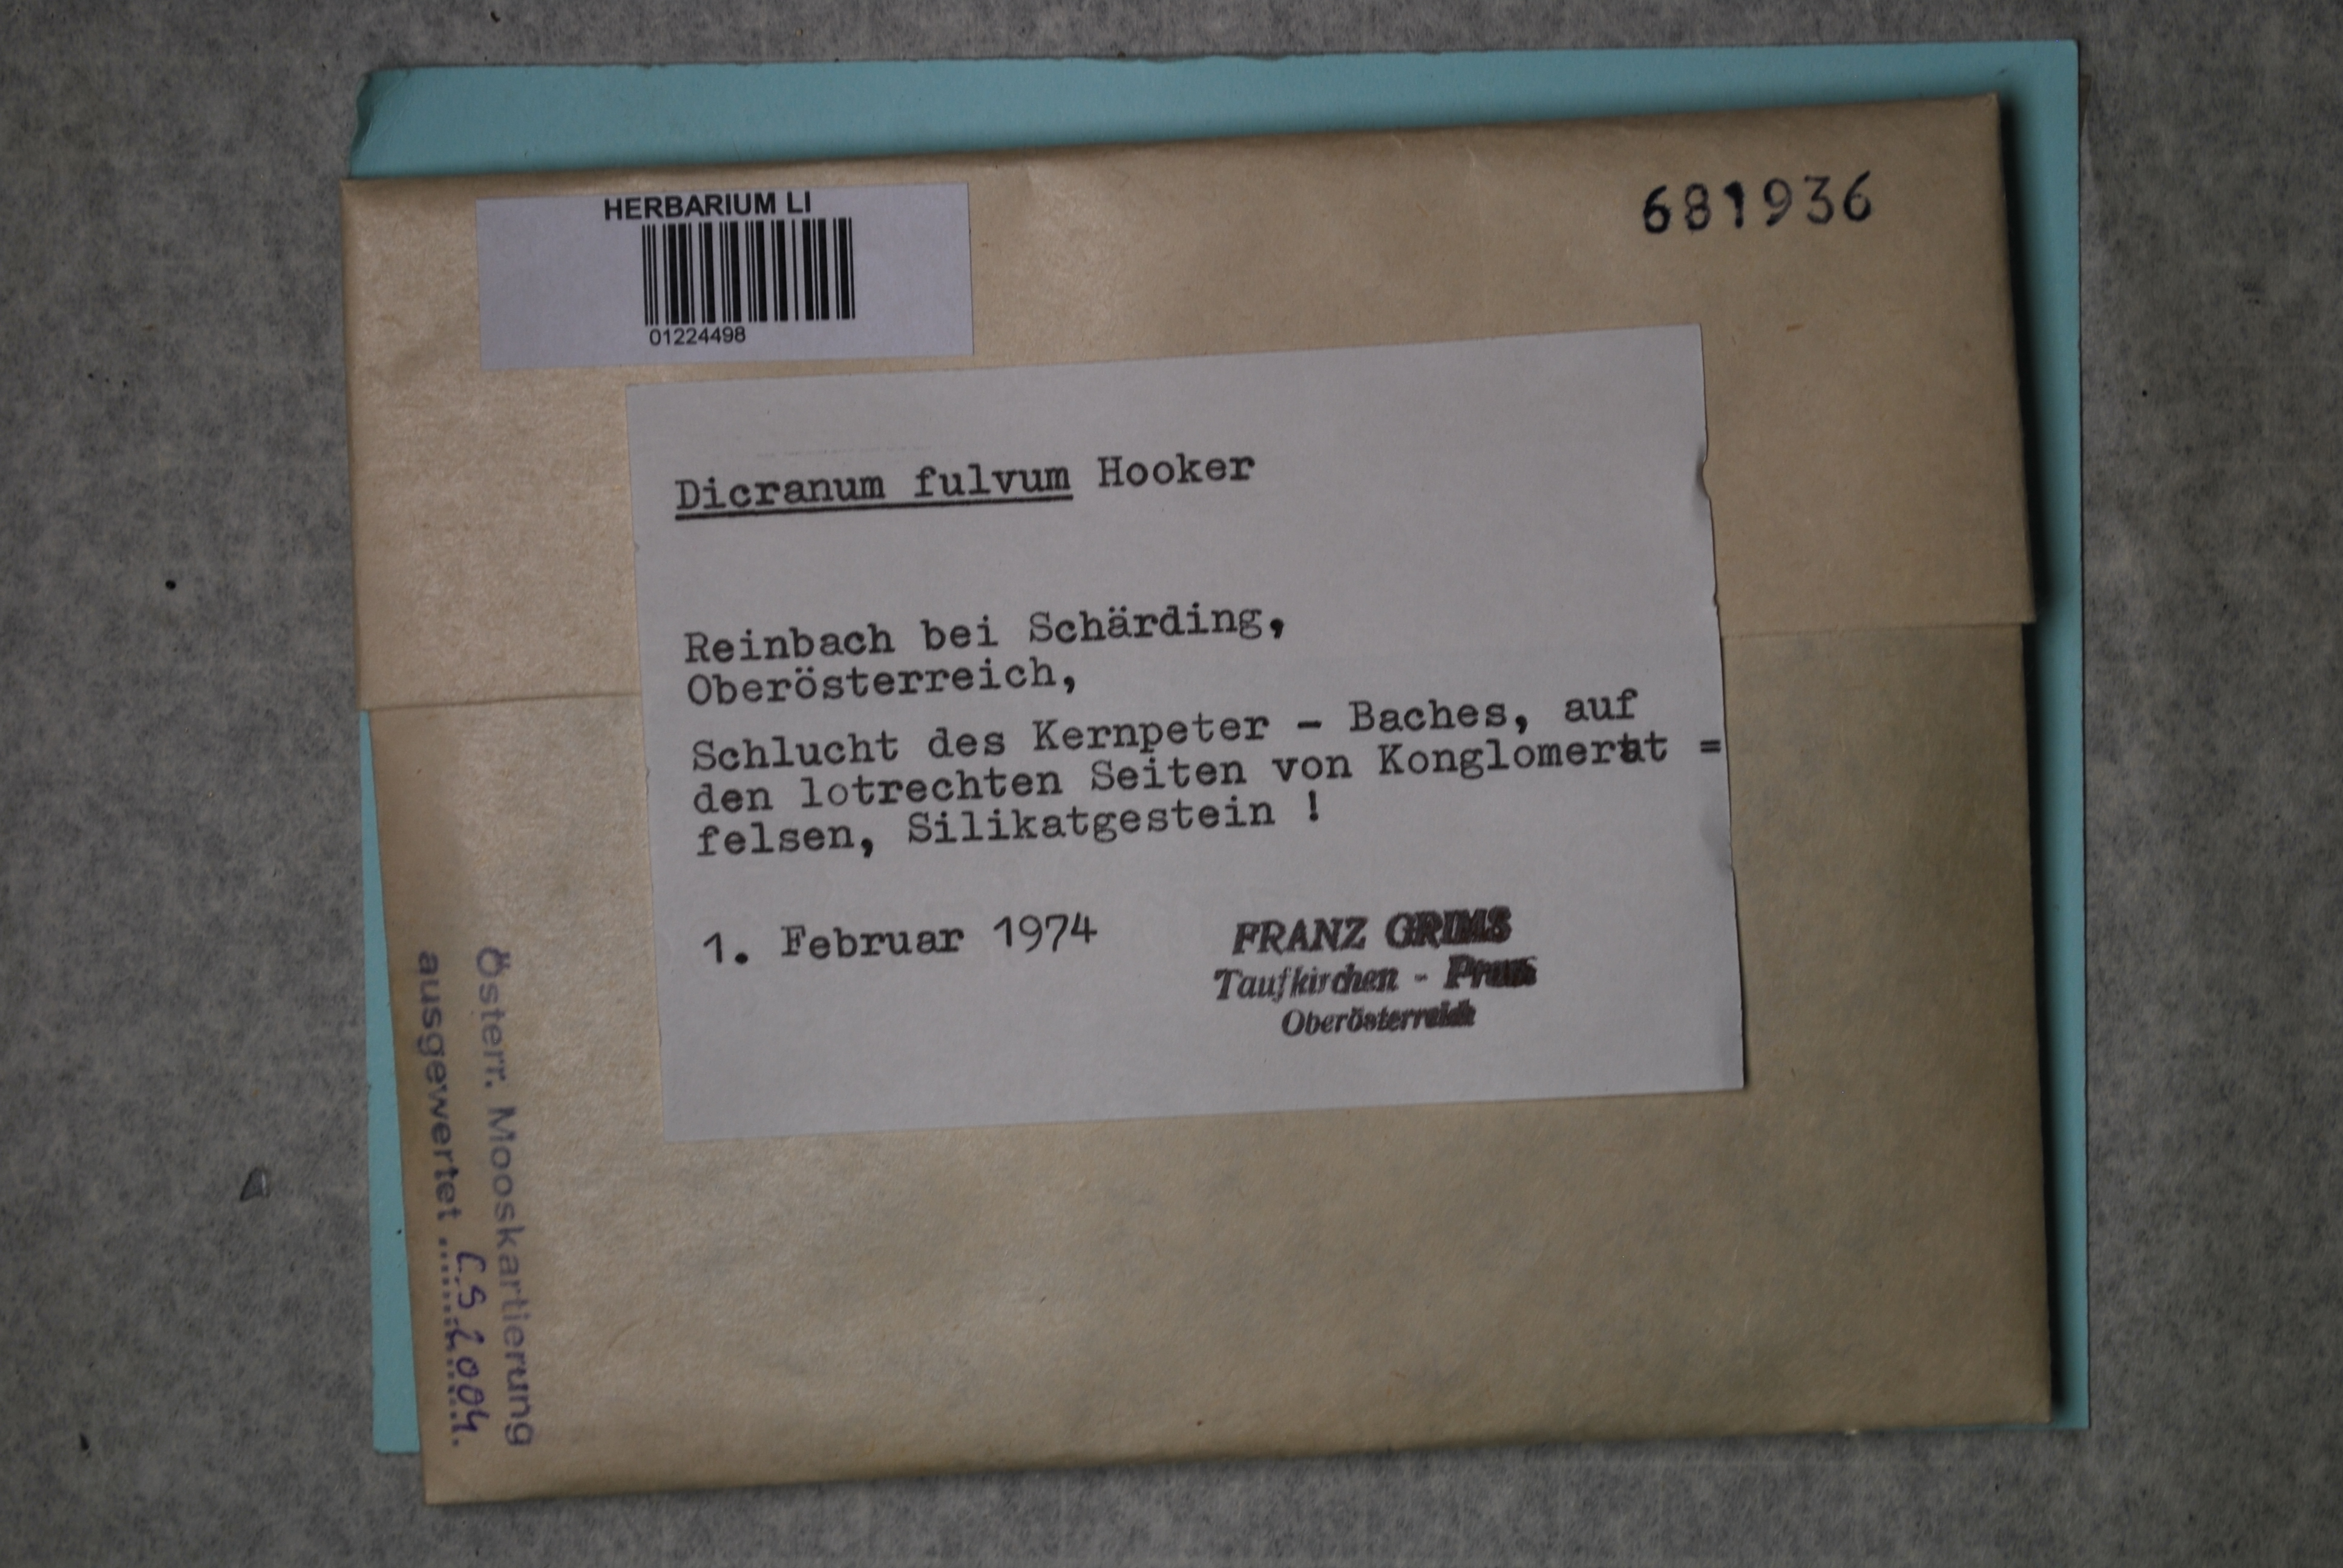 HERBARIUM LI
01224498
681936
Dicranum fulvum Hooker
Reinbach bei Schärding,
Oberösterreich,
Schlucht des Kernpeter - Baches, auf
den lotrechten Seiten von Konglomerat =
felsen, Silikatgestein !
1. Februar 1974
FRANZ GRIMS
Taufkirchen - Pram
Oberösterreich
Österr. Mooskartierung
ausgewertet ... C.S. 2004.